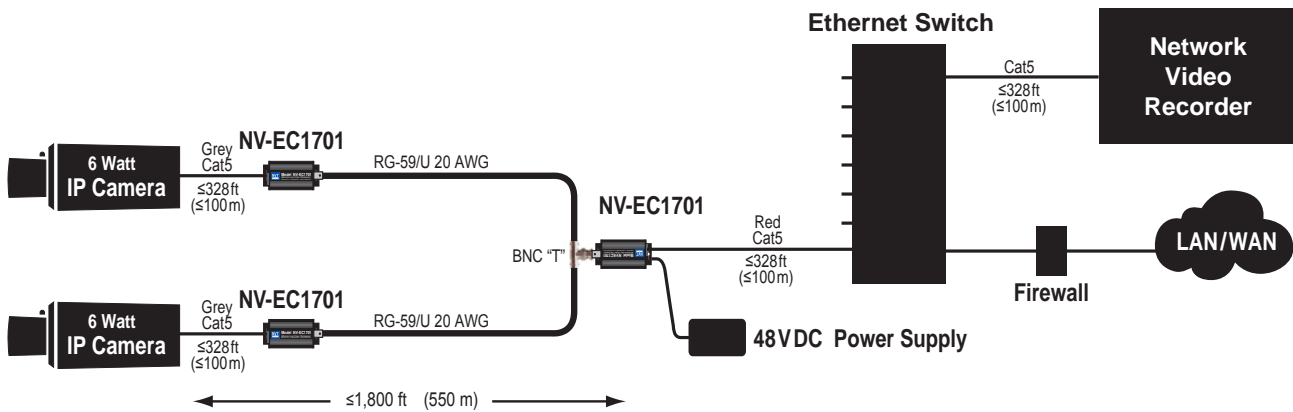 Ethernet Switch
Network
Video
Recorder
Cat5
≤328ft
(≤100m)
6 Watt
IP Camera
Grey
Cat5
≤328ft
(≤100m)
NV-EC1701
RG-59/U 20 AWG
BNC “T”
NV-EC1701
Red
Cat5
≤328ft
(≤100m)
LAN/WAN
Firewall
48VDC Power Supply
6 Watt
IP Camera
Grey
Cat5
≤328ft
(≤100m)
NV-EC1701
RG-59/U 20 AWG
≤1,800 ft (550 m)